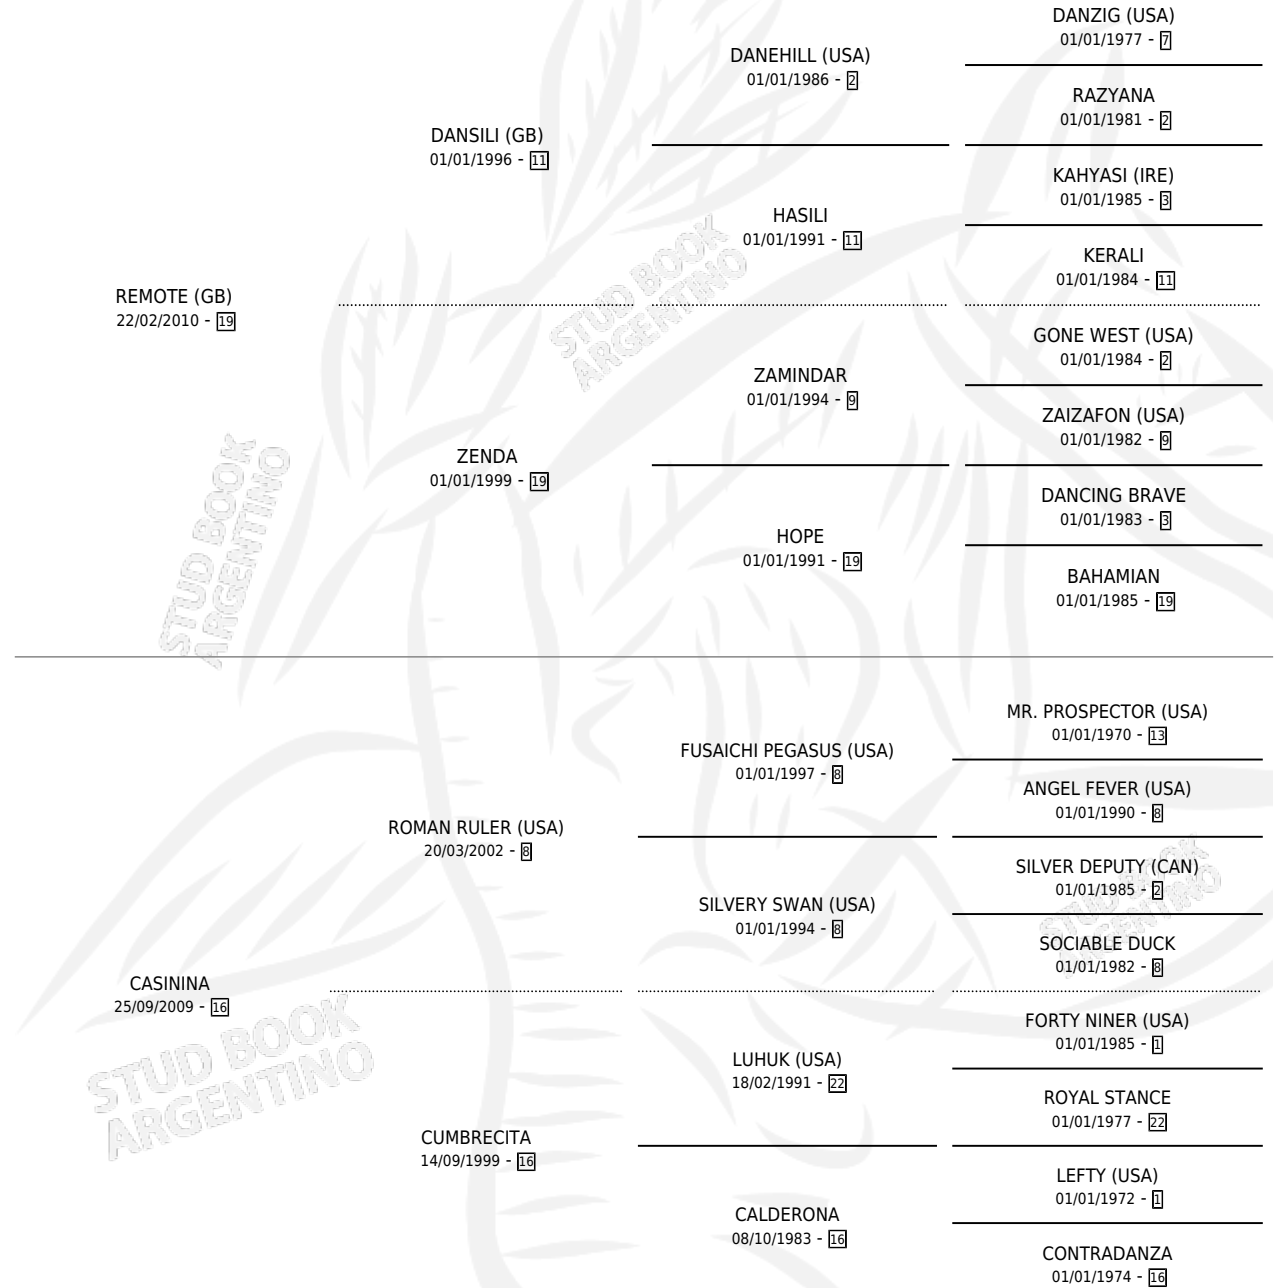 DANZIG (USA)
01/01/1977 - 7
DANEHILL (USA)
01/01/1986 - 2
RAZYANA
01/01/1981 - 2
DANSILI (GB)
01/01/1996 - 11
KAHYASI (IRE)
01/01/1985 - 3
HASILI
01/01/1991 - 11
KERALI
01/01/1984 - 11
REMOTE (GB)
22/02/2010 - 19
GONE WEST (USA)
01/01/1984 - 2
ZAMINDAR
01/01/1994 - 9
ZAIZAFON (USA)
01/01/1982 - 9
ZENDA
01/01/1999 - 19
DANCING BRAVE
01/01/1983 - 3
HOPE
01/01/1991 - 19
BAHAMIAN
01/01/1985 - 19
MR. PROSPECTOR (USA)
01/01/1970 - 13
FUSAICHI PEGASUS (USA)
01/01/1997 - 8
ANGEL FEVER (USA)
01/01/1990 - 8
ROMAN RULER (USA)
20/03/2002 - 8
SILVER DEPUTY (CAN)
01/01/1985 - 2
SILVERY SWAN (USA)
01/01/1994 - 8
SOCIABLE DUCK
01/01/1982 - 8
CASININA
25/09/2009 - 16
FORTY NINER (USA)
01/01/1985 - 1
LUHUK (USA)
18/02/1991 - 22
ROYAL STANCE
01/01/1977 - 22
CUMBRECITA
14/09/1999 - 16
LEFTY (USA)
01/01/1972 - 1
CALDERONA
08/10/1983 - 16
CONTRADANZA
01/01/1974 - 16
STUD BOOK
ARGENTINO
STUD BOOK
ARGENTINO
STUD BOOK
ARGENTINO
STUD BOOK
ARGENTINO